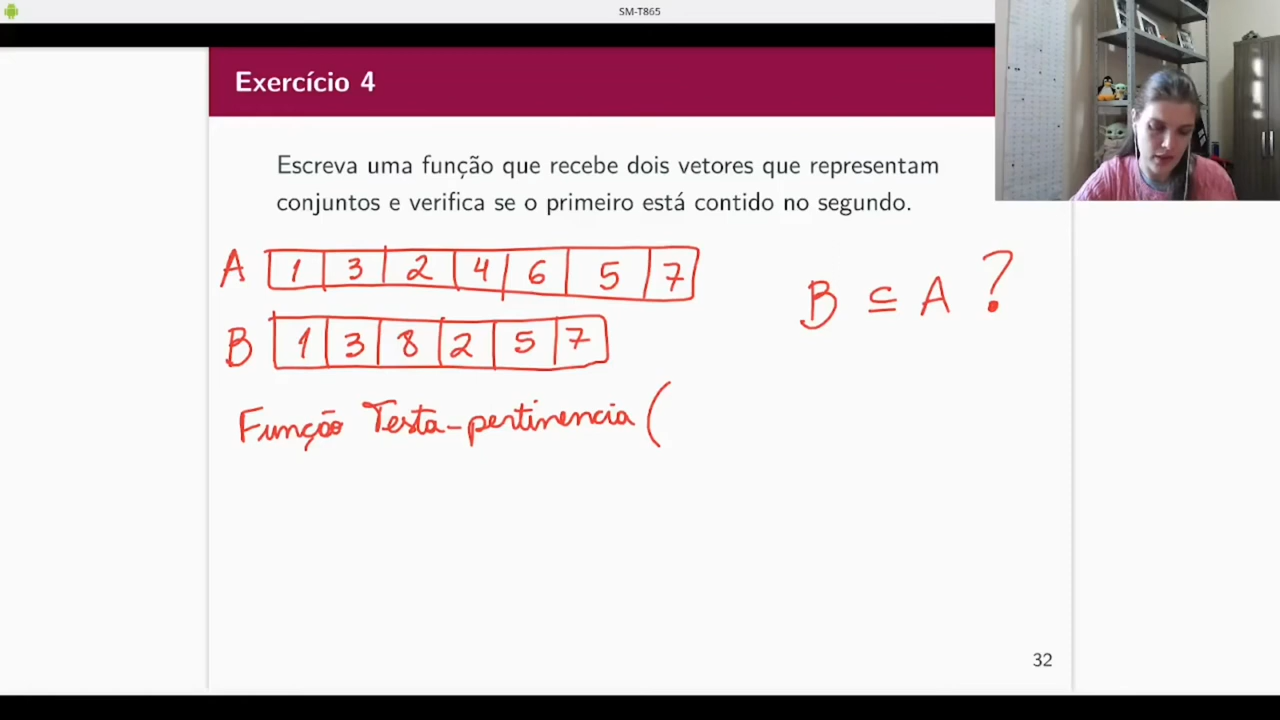 SM-T865
Exercício 4
Escreva uma função que recebe dois vetores que representam
conjuntos e verifica se o primeiro está contido no segundo.
A 1 3 2 4 6 5 7
B ⊆ A ?
B 1 3 8 2 5 7
Função Testa-pertinencia (
32